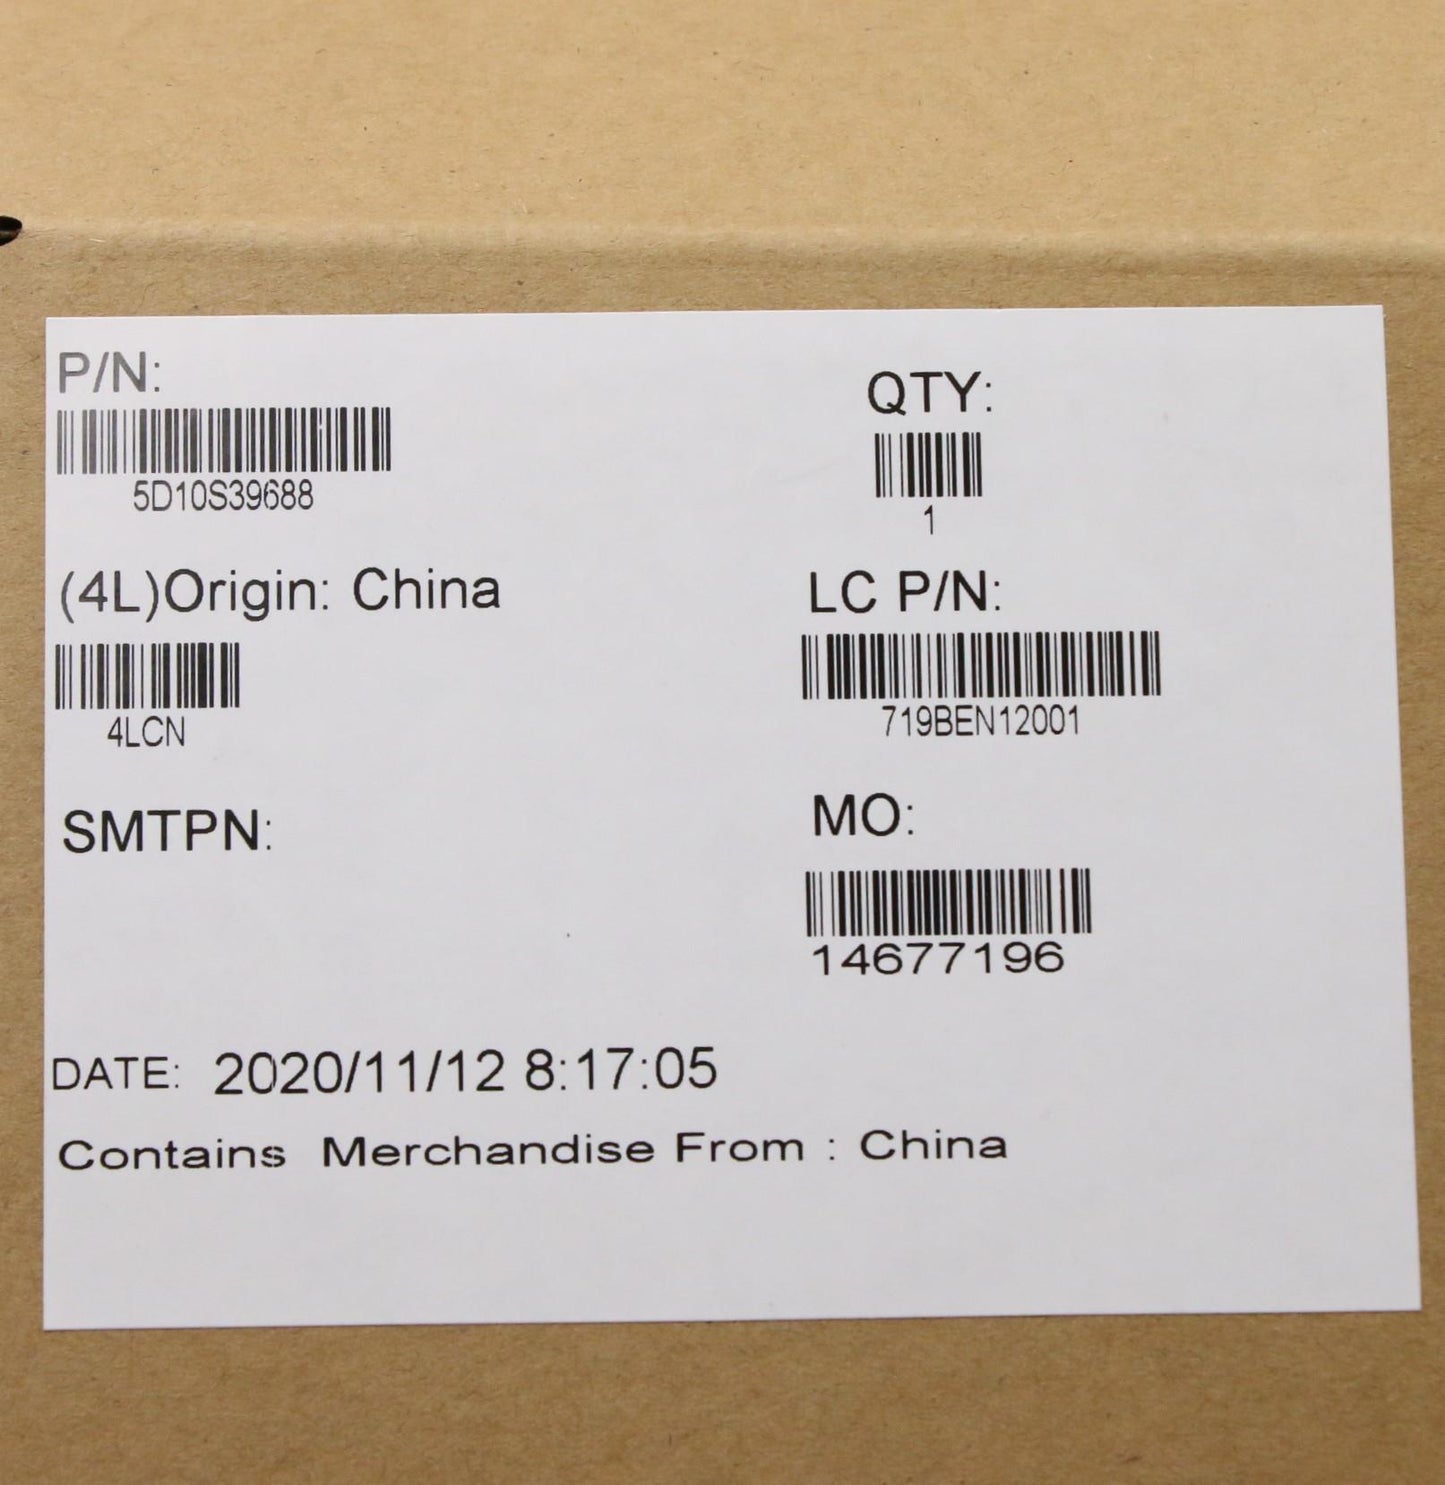 P/N:
5D10S39688
QTY:
1
(4L)Origin: China
4LCN
LC P/N:
719BEN12001
SMTPN:
MO:
14677196
DATE: 2020/11/12 8:17:05
Contains Merchandise From : China